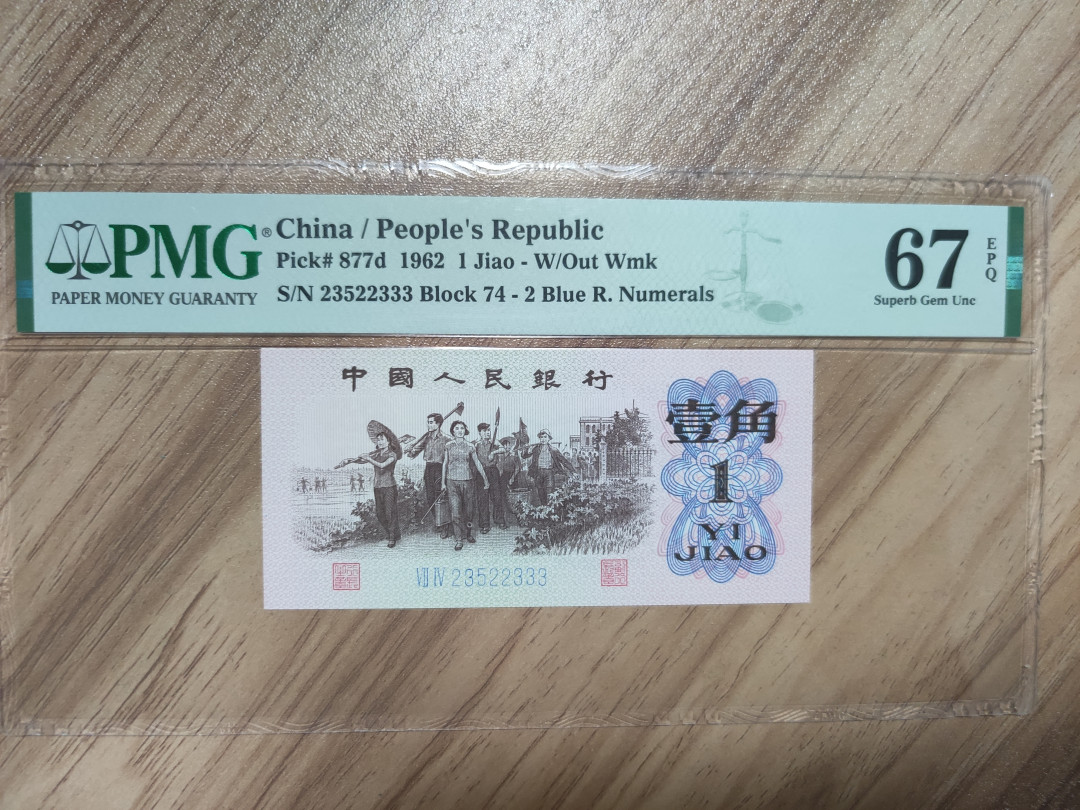 PMG®
PAPER MONEY GUARANTY
China / People's Republic
Pick# 877d 1962 1 Jiao - W/Out Wmk
S/N 23522333 Block 74 - 2 Blue R. Numerals
67
EPQ
Superb Gem Unc
中國人民銀行
壹角
1
YI
JIAO
VII IV 23522333